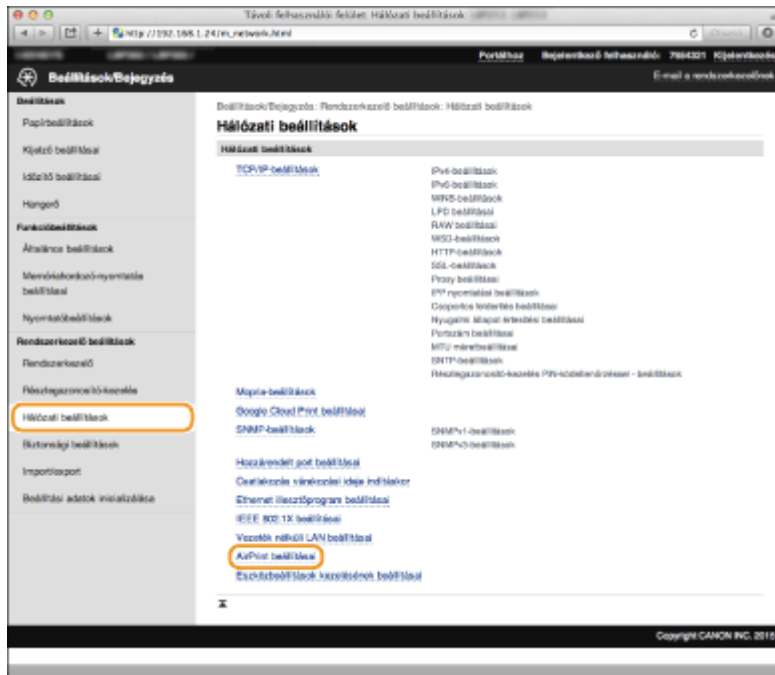 Távoli felhasználói felület: Hálózati beállítások:
http://192.168.1.24/m_network.html
Portálhoz Bejelentkező felhasználó: 7654321 Kijelentkezés
Beállítások/Bejegyzés
E-mail a rendszerkezelőnek
Beállítások
Papírbeállítások
Kijelző beállításai
Időzítő beállításai
Hangerő
Funkcióbeállítások
Általános beállítások
Memóriahordozó-nyomtatás
beállításai
Nyomtatóbeállítások
Rendszerkezelő beállítások
Rendszerkezelő
Részlegazonosító-kezelés
Hálózati beállítások
Biztonsági beállítások
Import/export
Beállítási adatok inicializálása
Beállítások/Bejegyzés: Rendszerkezelő beállítások: Hálózati beállítások
Hálózati beállítások
Hálózati beállítások
TCP/IP-beállítások
IPv4-beállítások
IPv6-beállítások
WINS-beállítások
LPD beállításai
RAW beállításai
WSD-beállítások
HTTP-beállítások
SSL-beállítások
Proxy beállításai
IPP nyomtatási beállítások
Csoportos felderítés beállításai
Nyugalmi állapot értesítési beállításai
Portszám beállításai
MTU méretbeállításai
SNTP-beállítások
Részlegazonosító-kezelés PIN-kódellenőrzéssel - beállítások
Mopria-beállítások
Google Cloud Print beállításai
SNMP-beállítások
SNMPv1-beállítások
SNMPv3-beállítások
Hozzárendelt port beállításai
Csatlakozás várakozási ideje indításkor
Ethernet illesztőprogram beállításai
IEEE 802.1X beállításai
Vezeték nélküli LAN beállításai
AirPrint beállításai
Eszközbeállítások kezelésének beállításai
Copyright CANON INC. 2015